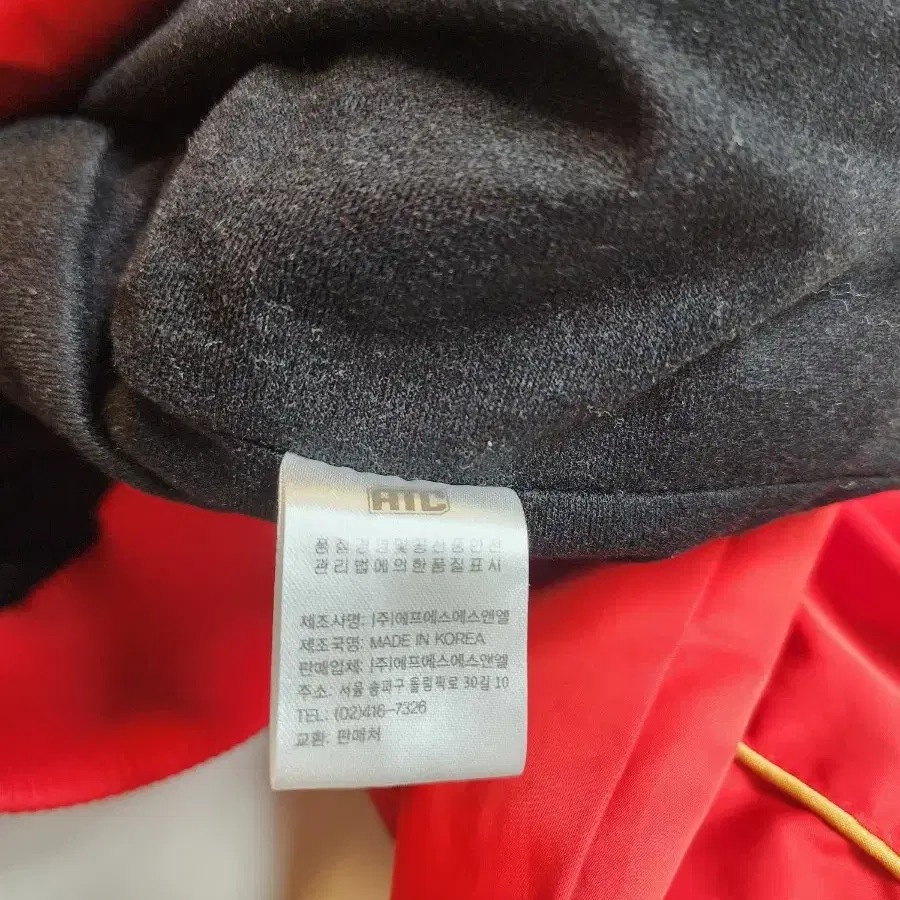 ATC
품질경영및공산품안전
관리법에의한품질표시
제조사명: (주)에프에스에스앤엘
제조국명: MADE IN KOREA
판매업체: (주)에프에스에스앤엘
주소: 서울 송파구 올림픽로 30길 10
TEL: (02)416-7326
교환: 판매처